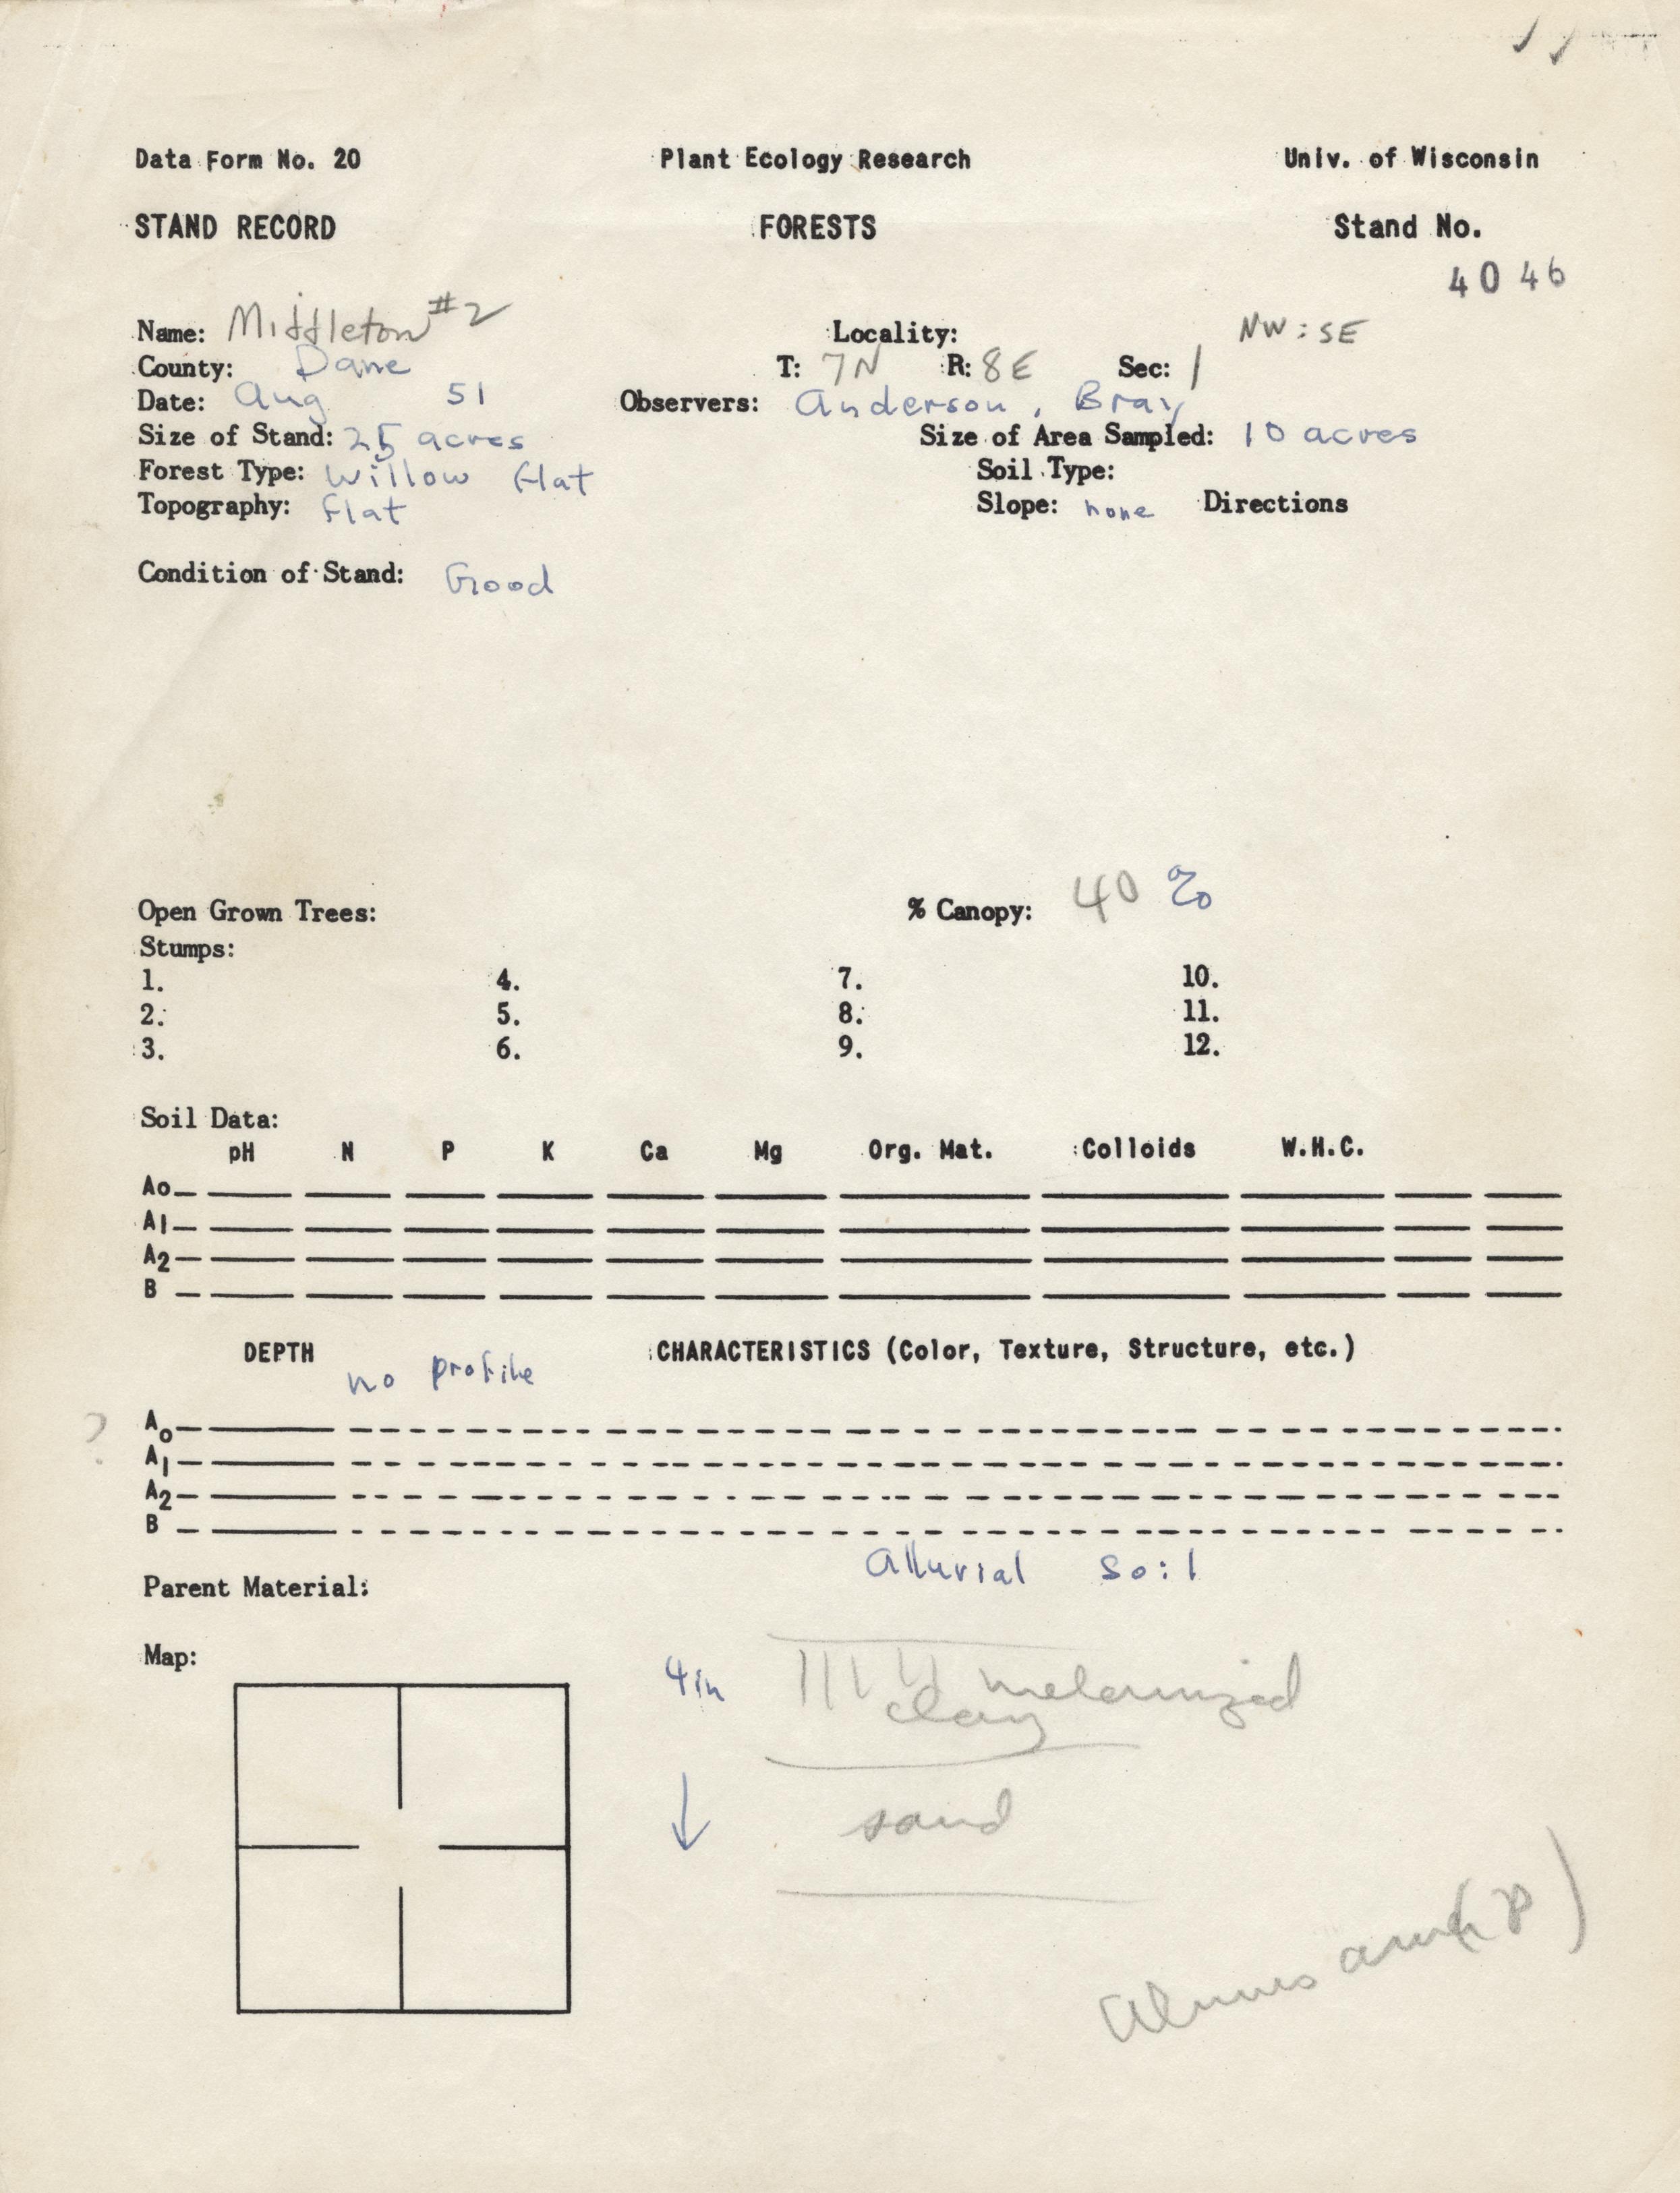 Data Form No. 20 Plant Ecology Research Univ. of Wisconsin
STAND RECORD FORESTS Stand No.
4046
Name: Middleton #2 Locality: NW:SE
County: Dane T: 7N R: 8E Sec: 1
Date: Aug 51 Observers: Anderson, Bray
Size of Stand: 25 acres Size of Area Sampled: 10 acres
Forest Type: Willow flat Soil Type:
Topography: flat Slope: none Directions
Condition of Stand: Good
Open Grown Trees: % Canopy: 40 %
Stumps:
1. 4. 7. 10.
2. 5. 8. 11.
3. 6. 9. 12.
Soil Data:
pH N P K Ca Mg Org. Mat. Colloids W.H.C.
Ao
A1
A2
B
DEPTH CHARACTERISTICS (Color, Texture, Structure, etc.)
no profile
? Ao
A1
A2
B
Alluvial Soil
Parent Material:
Map:
4in melanized
clay
sand
Alnus